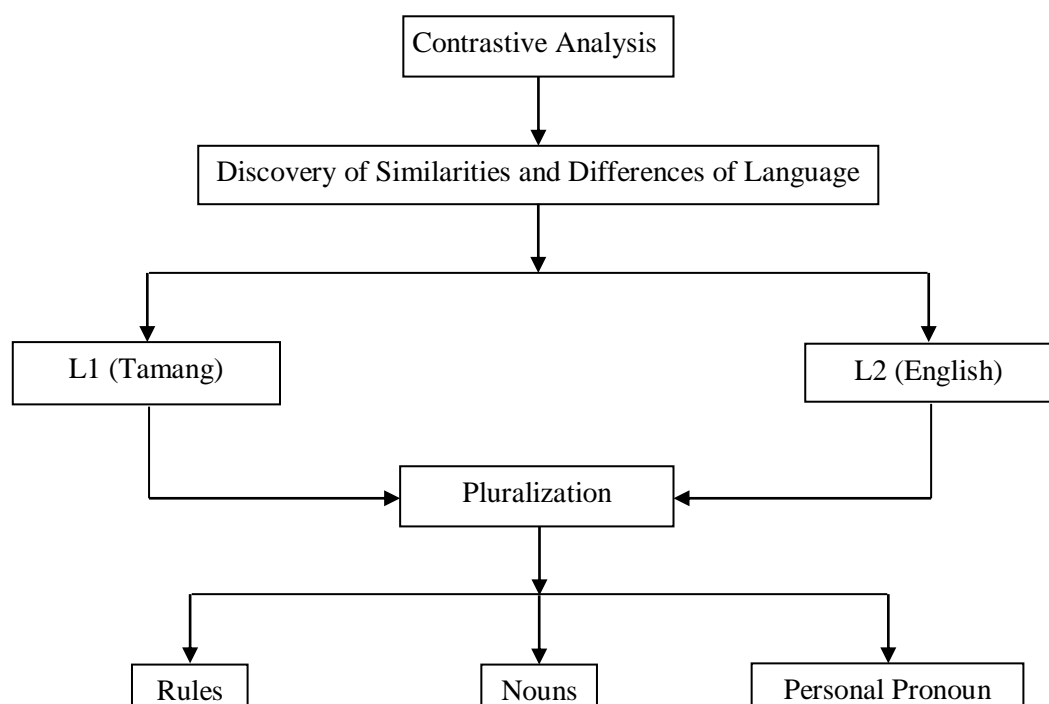 Contrastive Analysis
Discovery of Similarities and Differences of Language
L1 (Tamang)
L2 (English)
Pluralization
Rules
Nouns
Personal Pronoun